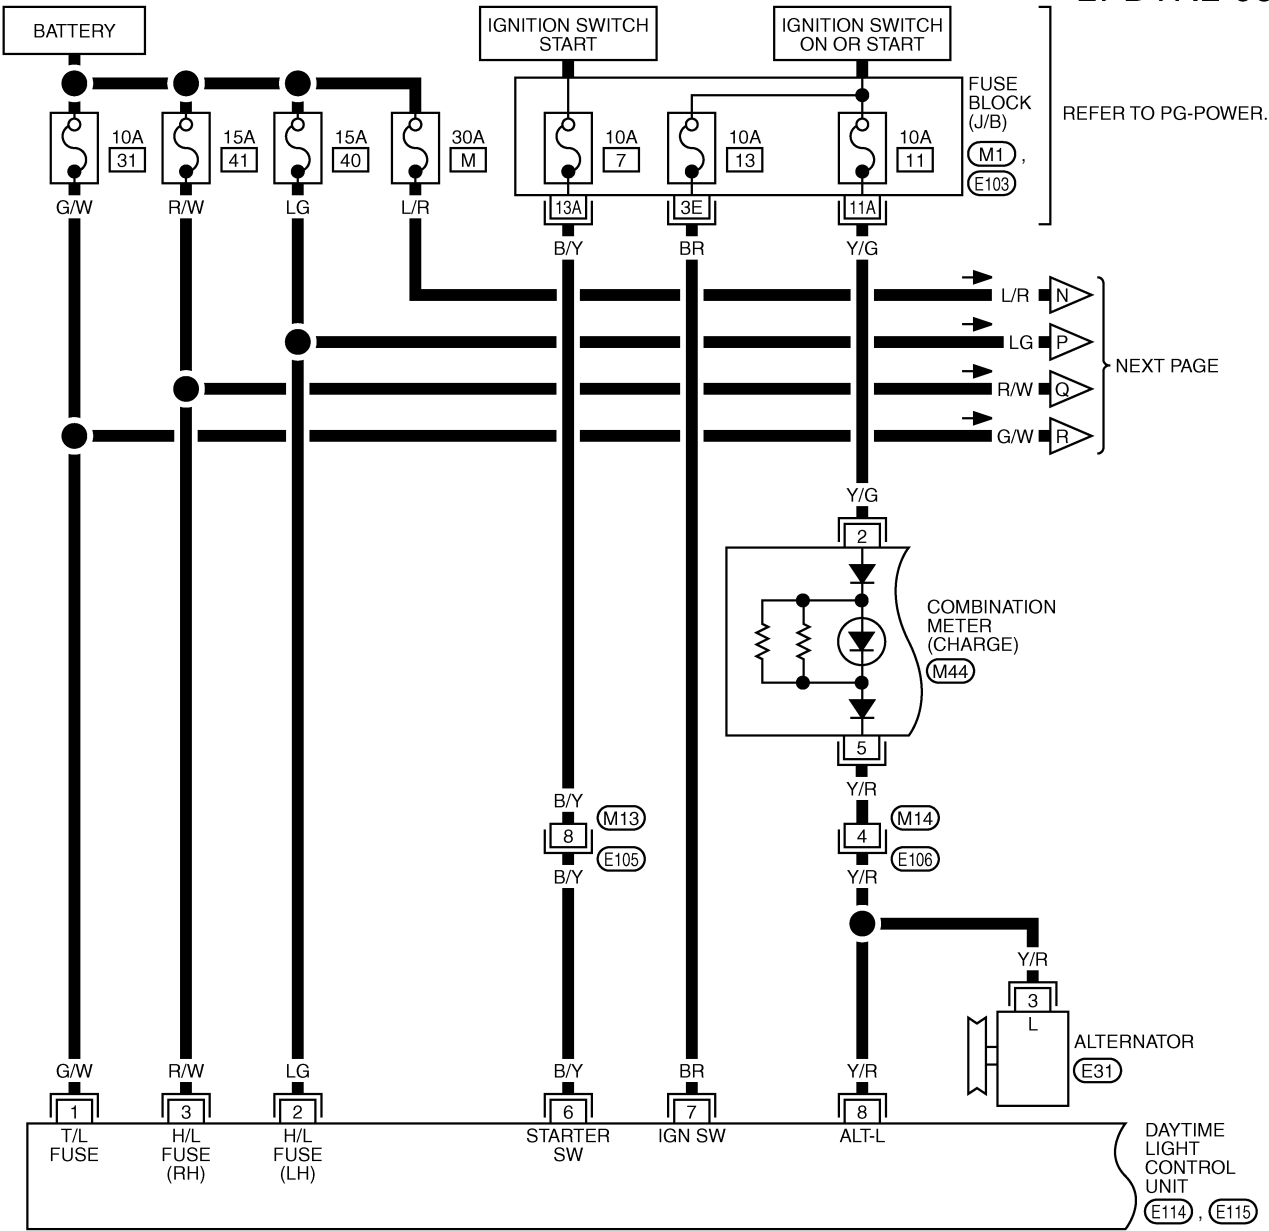 BATTERY
IGNITION SWITCH
START
IGNITION SWITCH
ON OR START
FUSE
BLOCK
(J/B)
M1 ,
E103
REFER TO PG-POWER.
10A
31
15A
41
15A
40
30A
M
10A
7
10A
13
10A
11
G/W
R/W
LG
L/R
13A
3E
11A
B/Y
BR
Y/G
L/R N
LG P
R/W Q
G/W R
NEXT PAGE
Y/G
2
COMBINATION
METER
(CHARGE)
M44
5
Y/R
B/Y
M13
8
E105
B/Y
M14
4
E106
Y/R
Y/R
3
L
ALTERNATOR
E31
G/W
R/W
LG
B/Y
BR
Y/R
1
3
2
6
7
8
T/L
FUSE
H/L
FUSE
(RH)
H/L
FUSE
(LH)
STARTER
SW
IGN SW
ALT-L
DAYTIME
LIGHT
CONTROL
UNIT
E114 , E115